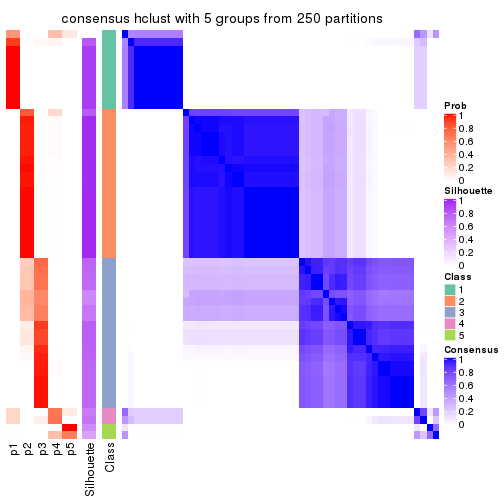 consensus hclust with 5 groups from 250 partitions
Prob
1
0.8
0.6
0.4
0.2
0
Silhouette
1
0.8
0.6
0.4
0.2
0
Class
1
2
3
4
5
Consensus
1
0.8
0.6
0.4
0.2
0
p1
p2
p3
p4
p5
Silhouette
Class